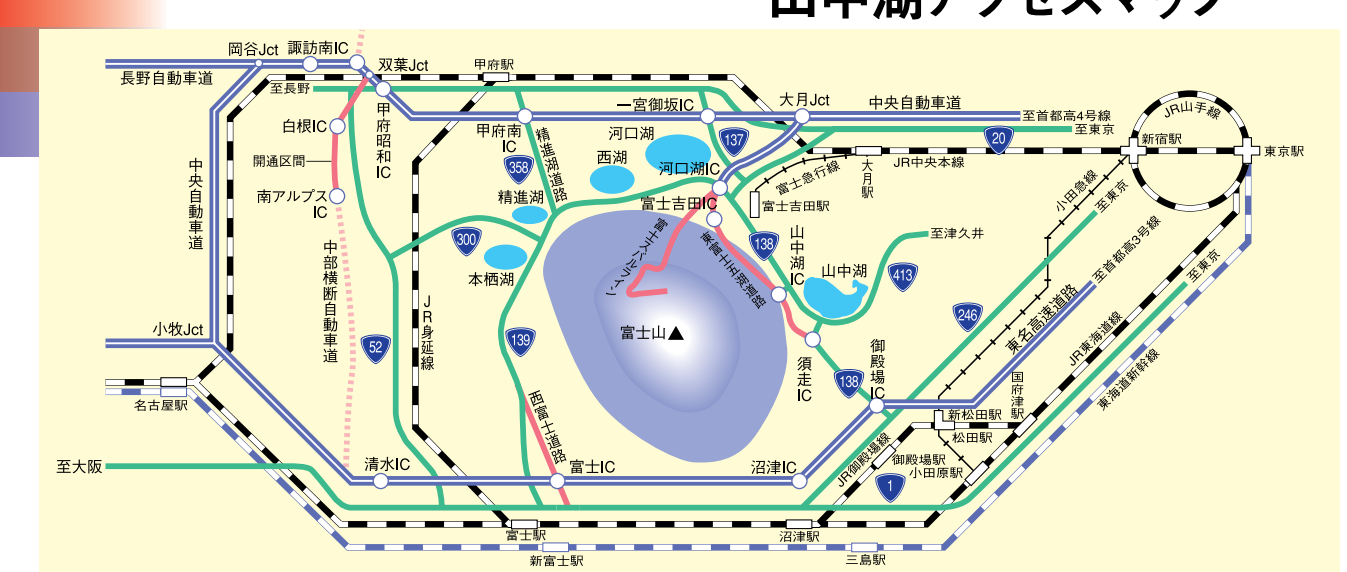 山中湖アクセスマップ
岡谷Jct
諏訪南IC
双葉Jct
甲府駅
長野自動車道
至長野
白根IC
甲府昭和IC
甲府南IC
精進湖道路
一宮御坂IC
大月Jct
中央自動車道
至首都高4号線
至東京
20
JR山手線
新宿駅
東京駅
137
河口湖
西湖
358
開通区間
河口湖IC
富士急行線
大月駅
JR中央本線
中央自動車道
南アルプスIC
精進湖
富士吉田IC
富士吉田駅
小田急線
至東京
300
本栖湖
富士スバルライン
東富士五湖道路
138
山中湖IC
山中湖
至津久井
413
至首都高3号線
至東京
中部横断自動車道
JR身延線
小牧Jct
52
139
富士山▲
須走IC
138
御殿場IC
246
東名高速道路
JR東海道線
東海道新幹線
国府津駅
名古屋駅
西富士道路
新松田駅
松田駅
JR御殿場線
御殿場駅
小田原駅
至大阪
清水IC
富士IC
沼津IC
1
富士駅
沼津駅
新富士駅
三島駅